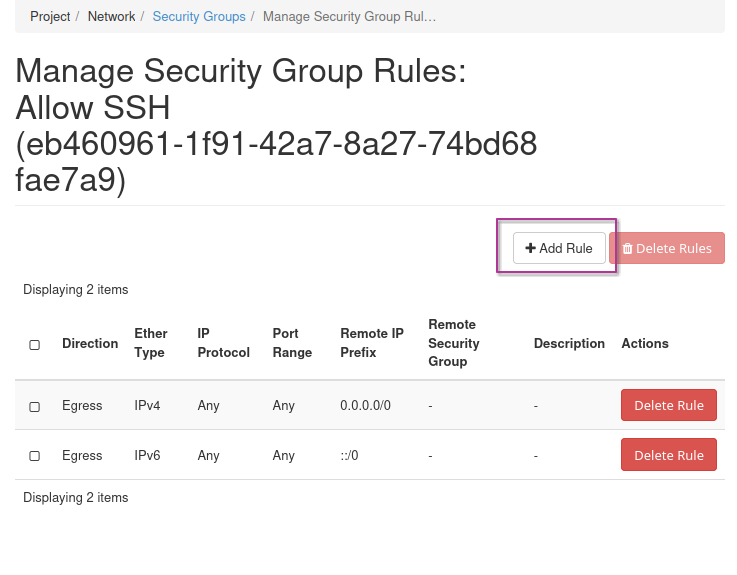 Project / Network / Security Groups / Manage Security Group Rul…
Manage Security Group Rules:
Allow SSH
(eb460961-1f91-42a7-8a27-74bd68
fae7a9)
Add Rule Delete Rules
Displaying 2 items
Direction Ether Type IP Protocol Port Range Remote IP Prefix Remote Security Group Description Actions
Egress IPv4 Any Any 0.0.0.0/0 - - Delete Rule
Egress IPv6 Any Any ::/0 - - Delete Rule
Displaying 2 items